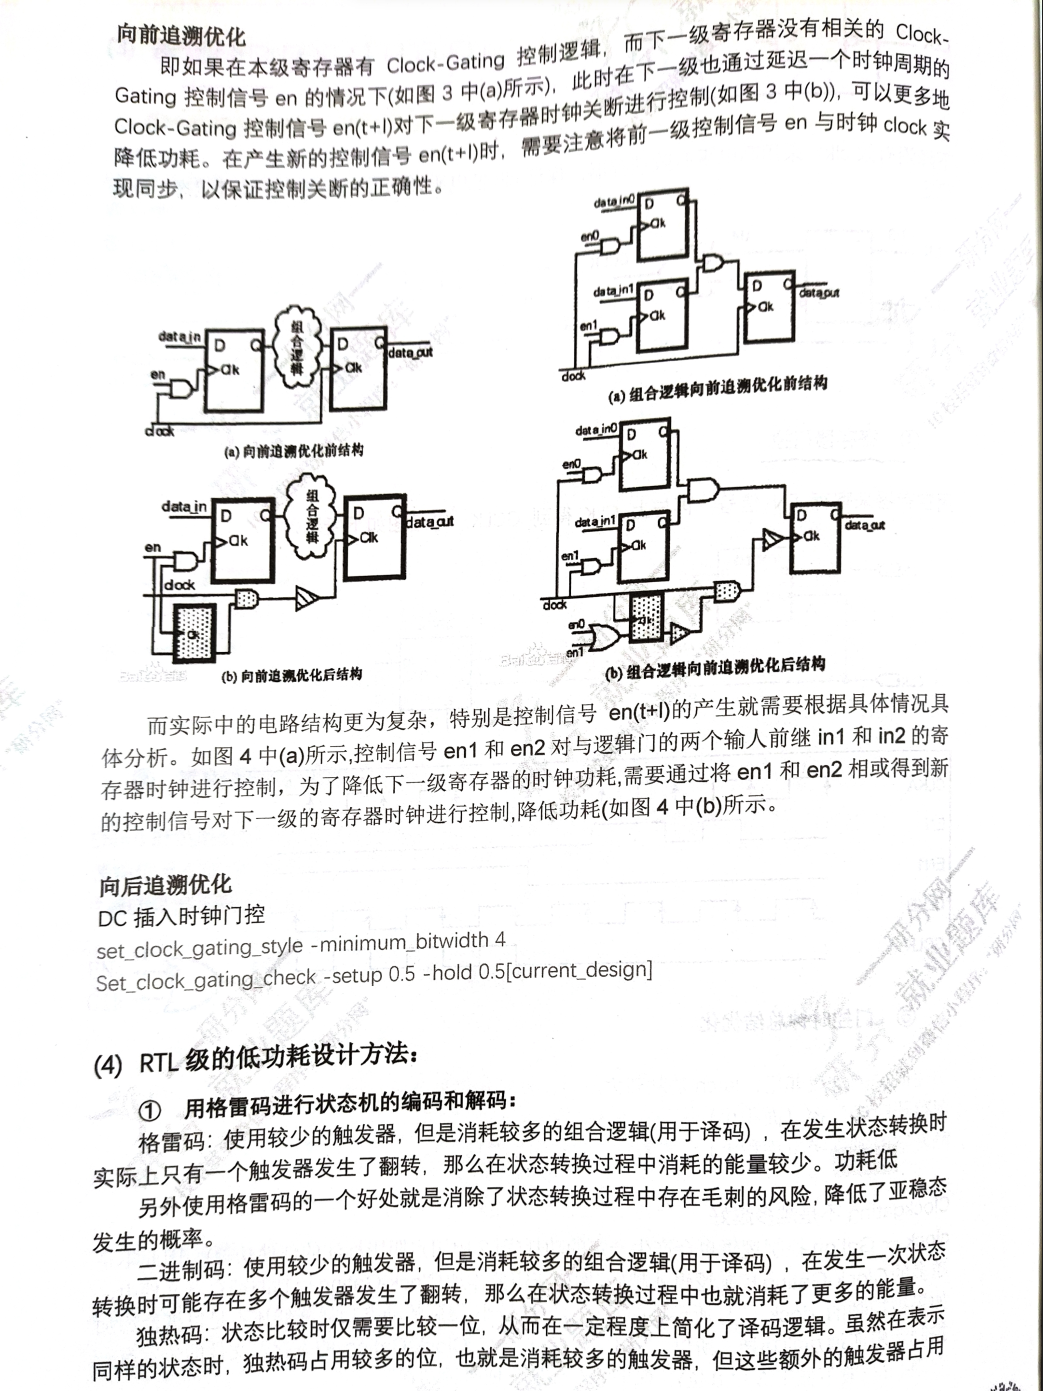 向前追溯优化
即如果在本级寄存器有 Clock-Gating 控制逻辑，而下一级寄存器没有相关的 Clock-
Gating 控制信号 en 的情况下(如图 3 中(a)所示)，此时在下一级也通过延迟一个时钟周期的
Clock-Gating 控制信号 en(t+l)对下一级寄存器时钟关断进行控制(如图 3 中(b))，可以更多地
降低功耗。在产生新的控制信号 en(t+l)时，需要注意将前一级控制信号 en 与时钟 clock 实
现同步，以保证控制关断的正确性。
data_in
D
Q
Clk
en
组合逻辑
D
Q
Clk
data_out
clock
(a) 向前追溯优化前结构
data_in
D
Q
Clk
en
组合逻辑
D
Q
Clk
data_out
clock
Clk
(b) 向前追溯优化后结构
data_in0
D
Q
Clk
en0
data_in1
D
Q
Clk
en1
D
Q
Clk
data_out
clock
(a) 组合逻辑向前追溯优化前结构
data_in0
D
Q
Clk
en0
data_in1
D
Q
Clk
en1
D
Q
Clk
data_out
clock
en0
en1
Clk
(b) 组合逻辑向前追溯优化后结构
而实际中的电路结构更为复杂，特别是控制信号 en(t+l)的产生就需要根据具体情况具
体分析。如图 4 中(a)所示,控制信号 en1 和 en2 对与逻辑门的两个输人前继 in1 和 in2 的寄
存器时钟进行控制，为了降低下一级寄存器的时钟功耗,需要通过将 en1 和 en2 相或得到新
的控制信号对下一级的寄存器时钟进行控制,降低功耗(如图 4 中(b)所示。
向后追溯优化
DC 插入时钟门控
set_clock_gating_style -minimum_bitwidth 4
Set_clock_gating_check -setup 0.5 -hold 0.5[current_design]
(4) RTL 级的低功耗设计方法：
① 用格雷码进行状态机的编码和解码：
格雷码：使用较少的触发器，但是消耗较多的组合逻辑(用于译码)，在发生状态转换时
实际上只有一个触发器发生了翻转，那么在状态转换过程中消耗的能量较少。功耗低
另外使用格雷码的一个好处就是消除了状态转换过程中存在毛刺的风险, 降低了亚稳态
发生的概率。
二进制码：使用较少的触发器，但是消耗较多的组合逻辑(用于译码)，在发生一次状态
转换时可能存在多个触发器发生了翻转，那么在状态转换过程中也就消耗了更多的能量。
独热码：状态比较时仅需要比较一位，从而在一定程度上简化了译码逻辑。虽然在表示
同样的状态时，独热码占用较多的位，也就是消耗较多的触发器，但这些额外的触发器占用